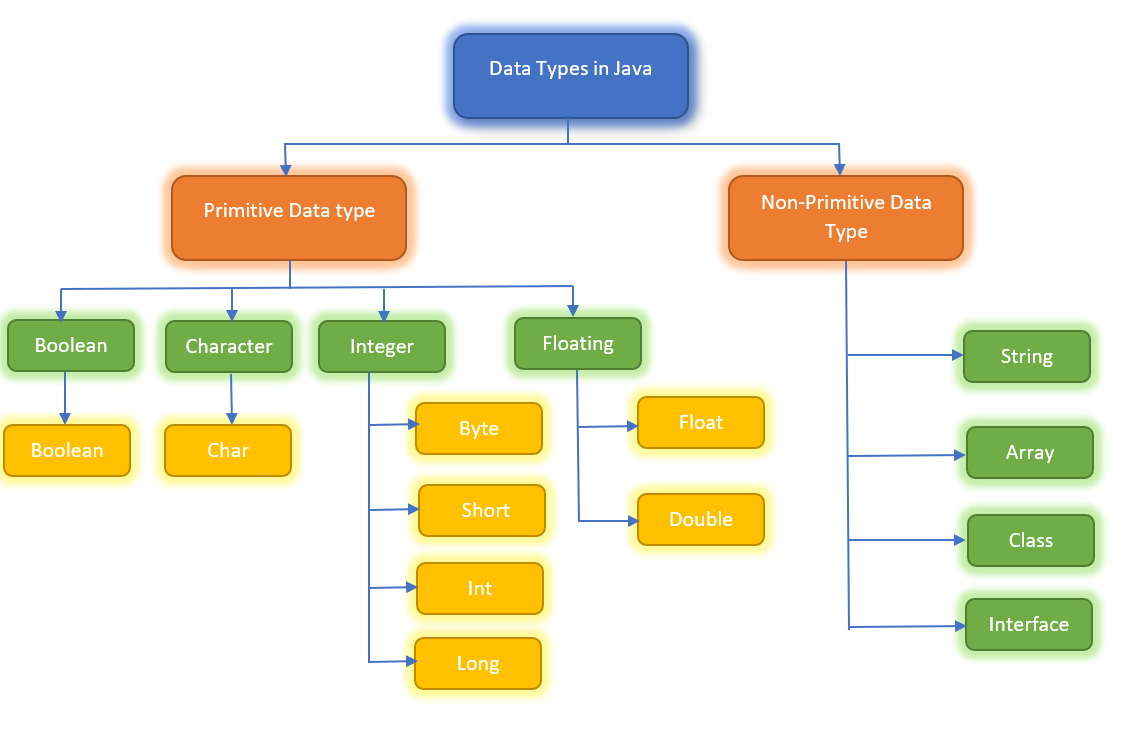 Data Types in Java
Primitive Data type
Non-Primitive Data
Type
Boolean
Character
Integer
Floating
Boolean
Char
Byte
Short
Int
Long
Float
Double
String
Array
Class
Interface